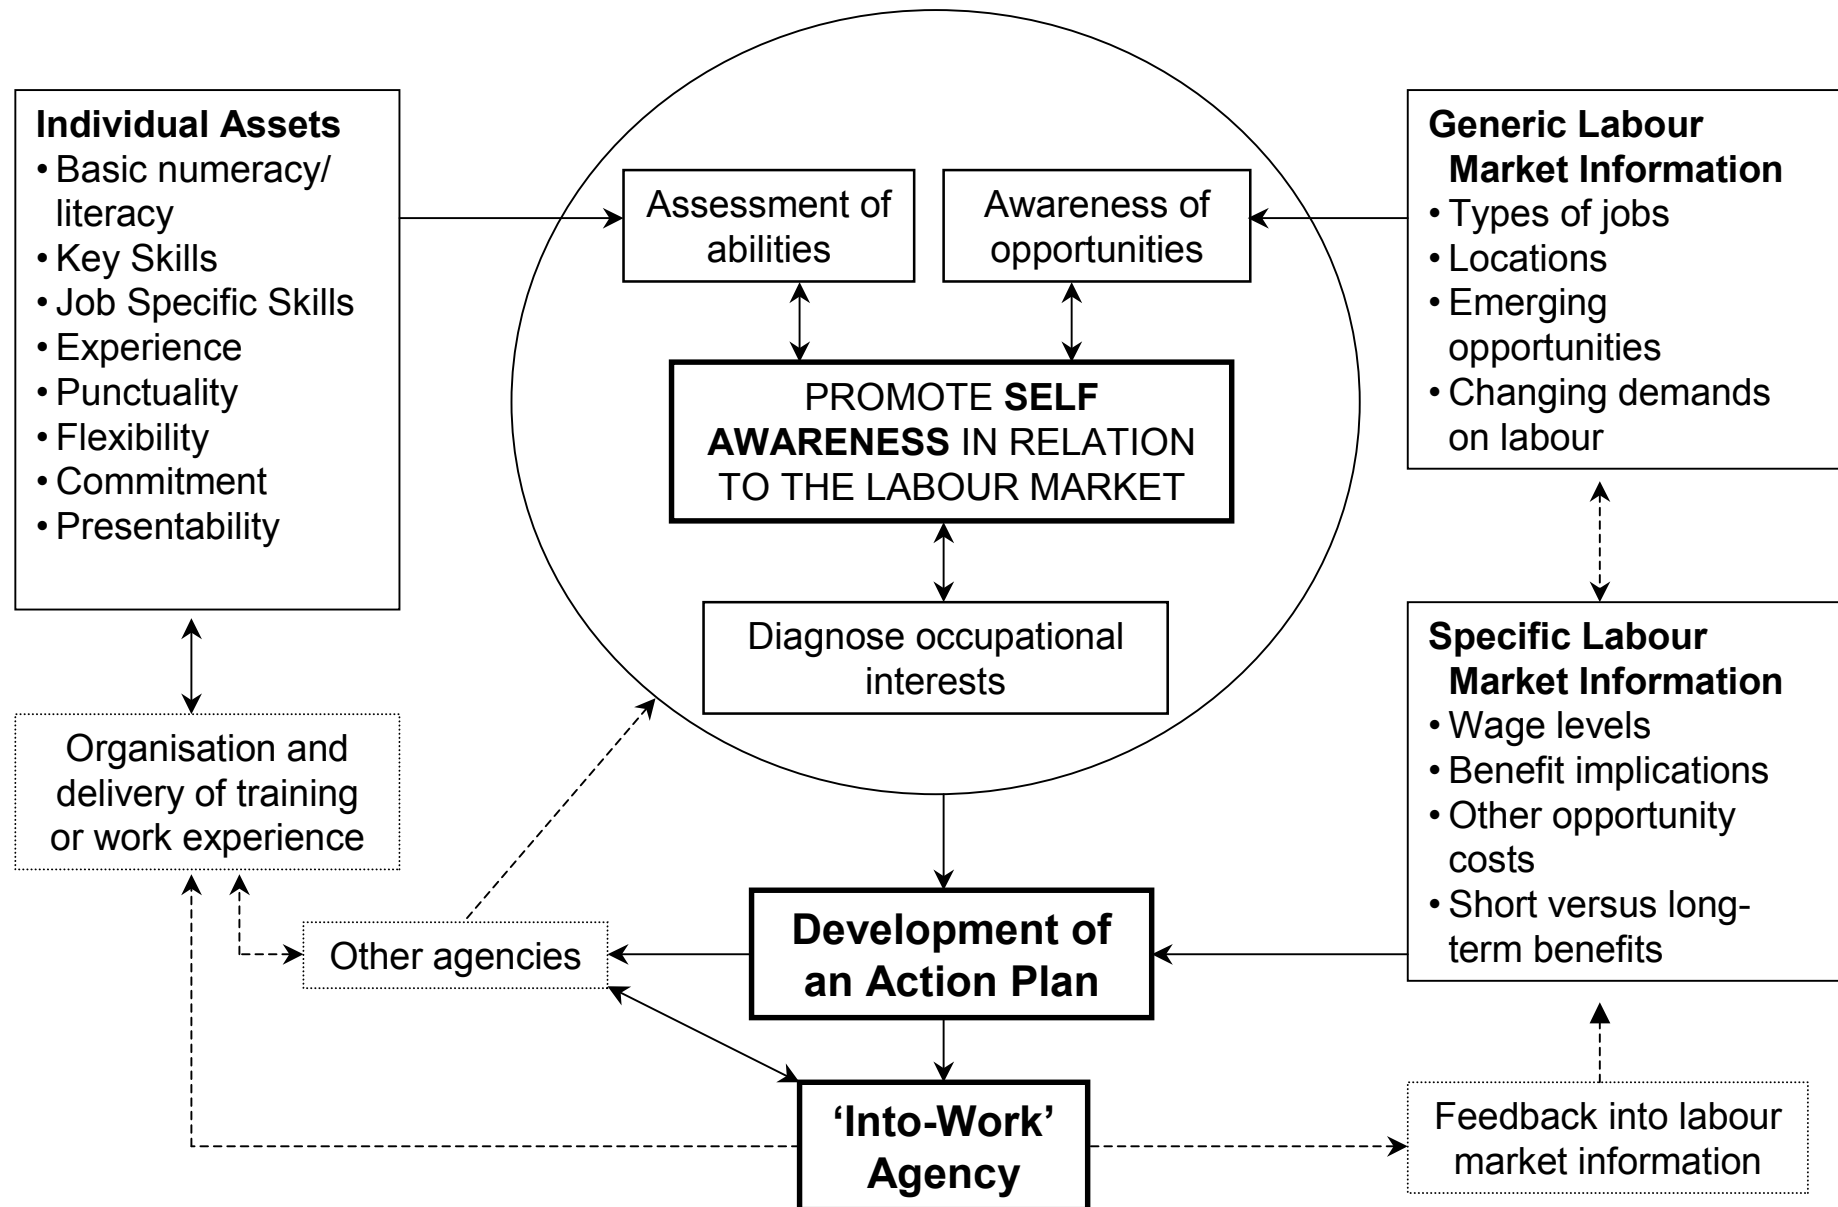 Individual Assets
• Basic numeracy/
literacy
• Key Skills
• Job Specific Skills
• Experience
• Punctuality
• Flexibility
• Commitment
• Presentability
Assessment of
abilities
Awareness of
opportunities
Generic Labour
Market Information
• Types of jobs
• Locations
• Emerging
opportunities
• Changing demands
on labour
PROMOTE SELF
AWARENESS IN RELATION
TO THE LABOUR MARKET
Diagnose occupational
interests
Specific Labour
Market Information
• Wage levels
• Benefit implications
• Other opportunity
costs
• Short versus long-
term benefits
Organisation and
delivery of training
or work experience
Other agencies
Development of
an Action Plan
‘Into-Work’
Agency
Feedback into labour
market information